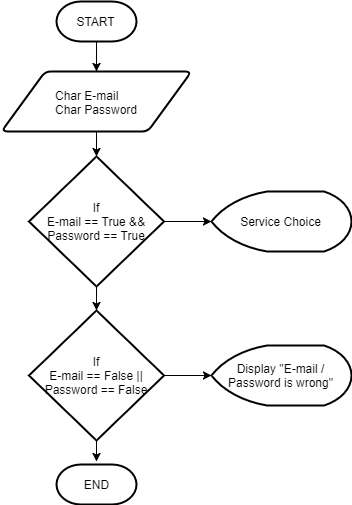 START
Char E-mail
Char Password
If
E-mail == True &&
Password == True
Service Choice
If
E-mail == False ||
Password == False
Display "E-mail /
Password is wrong"
END